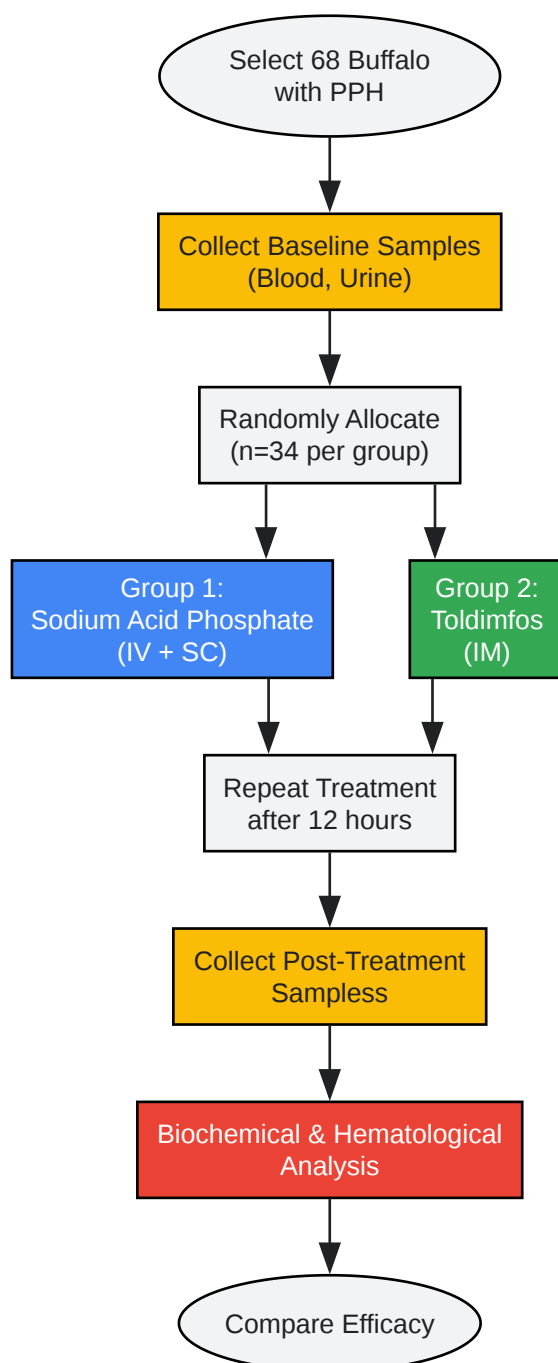 Select 68 Buffalo
with PPH
Collect Baseline Samples
(Blood, Urine)
Randomly Allocate
(n=34 per group)
Group 1:
Sodium Acid Phosphate
(IV + SC)
Group 2:
Toldimfos
(IM)
Repeat Treatment
after 12 hours
Collect Post-Treatment
Sampless
Biochemical & Hematological
Analysis
Compare Efficacy